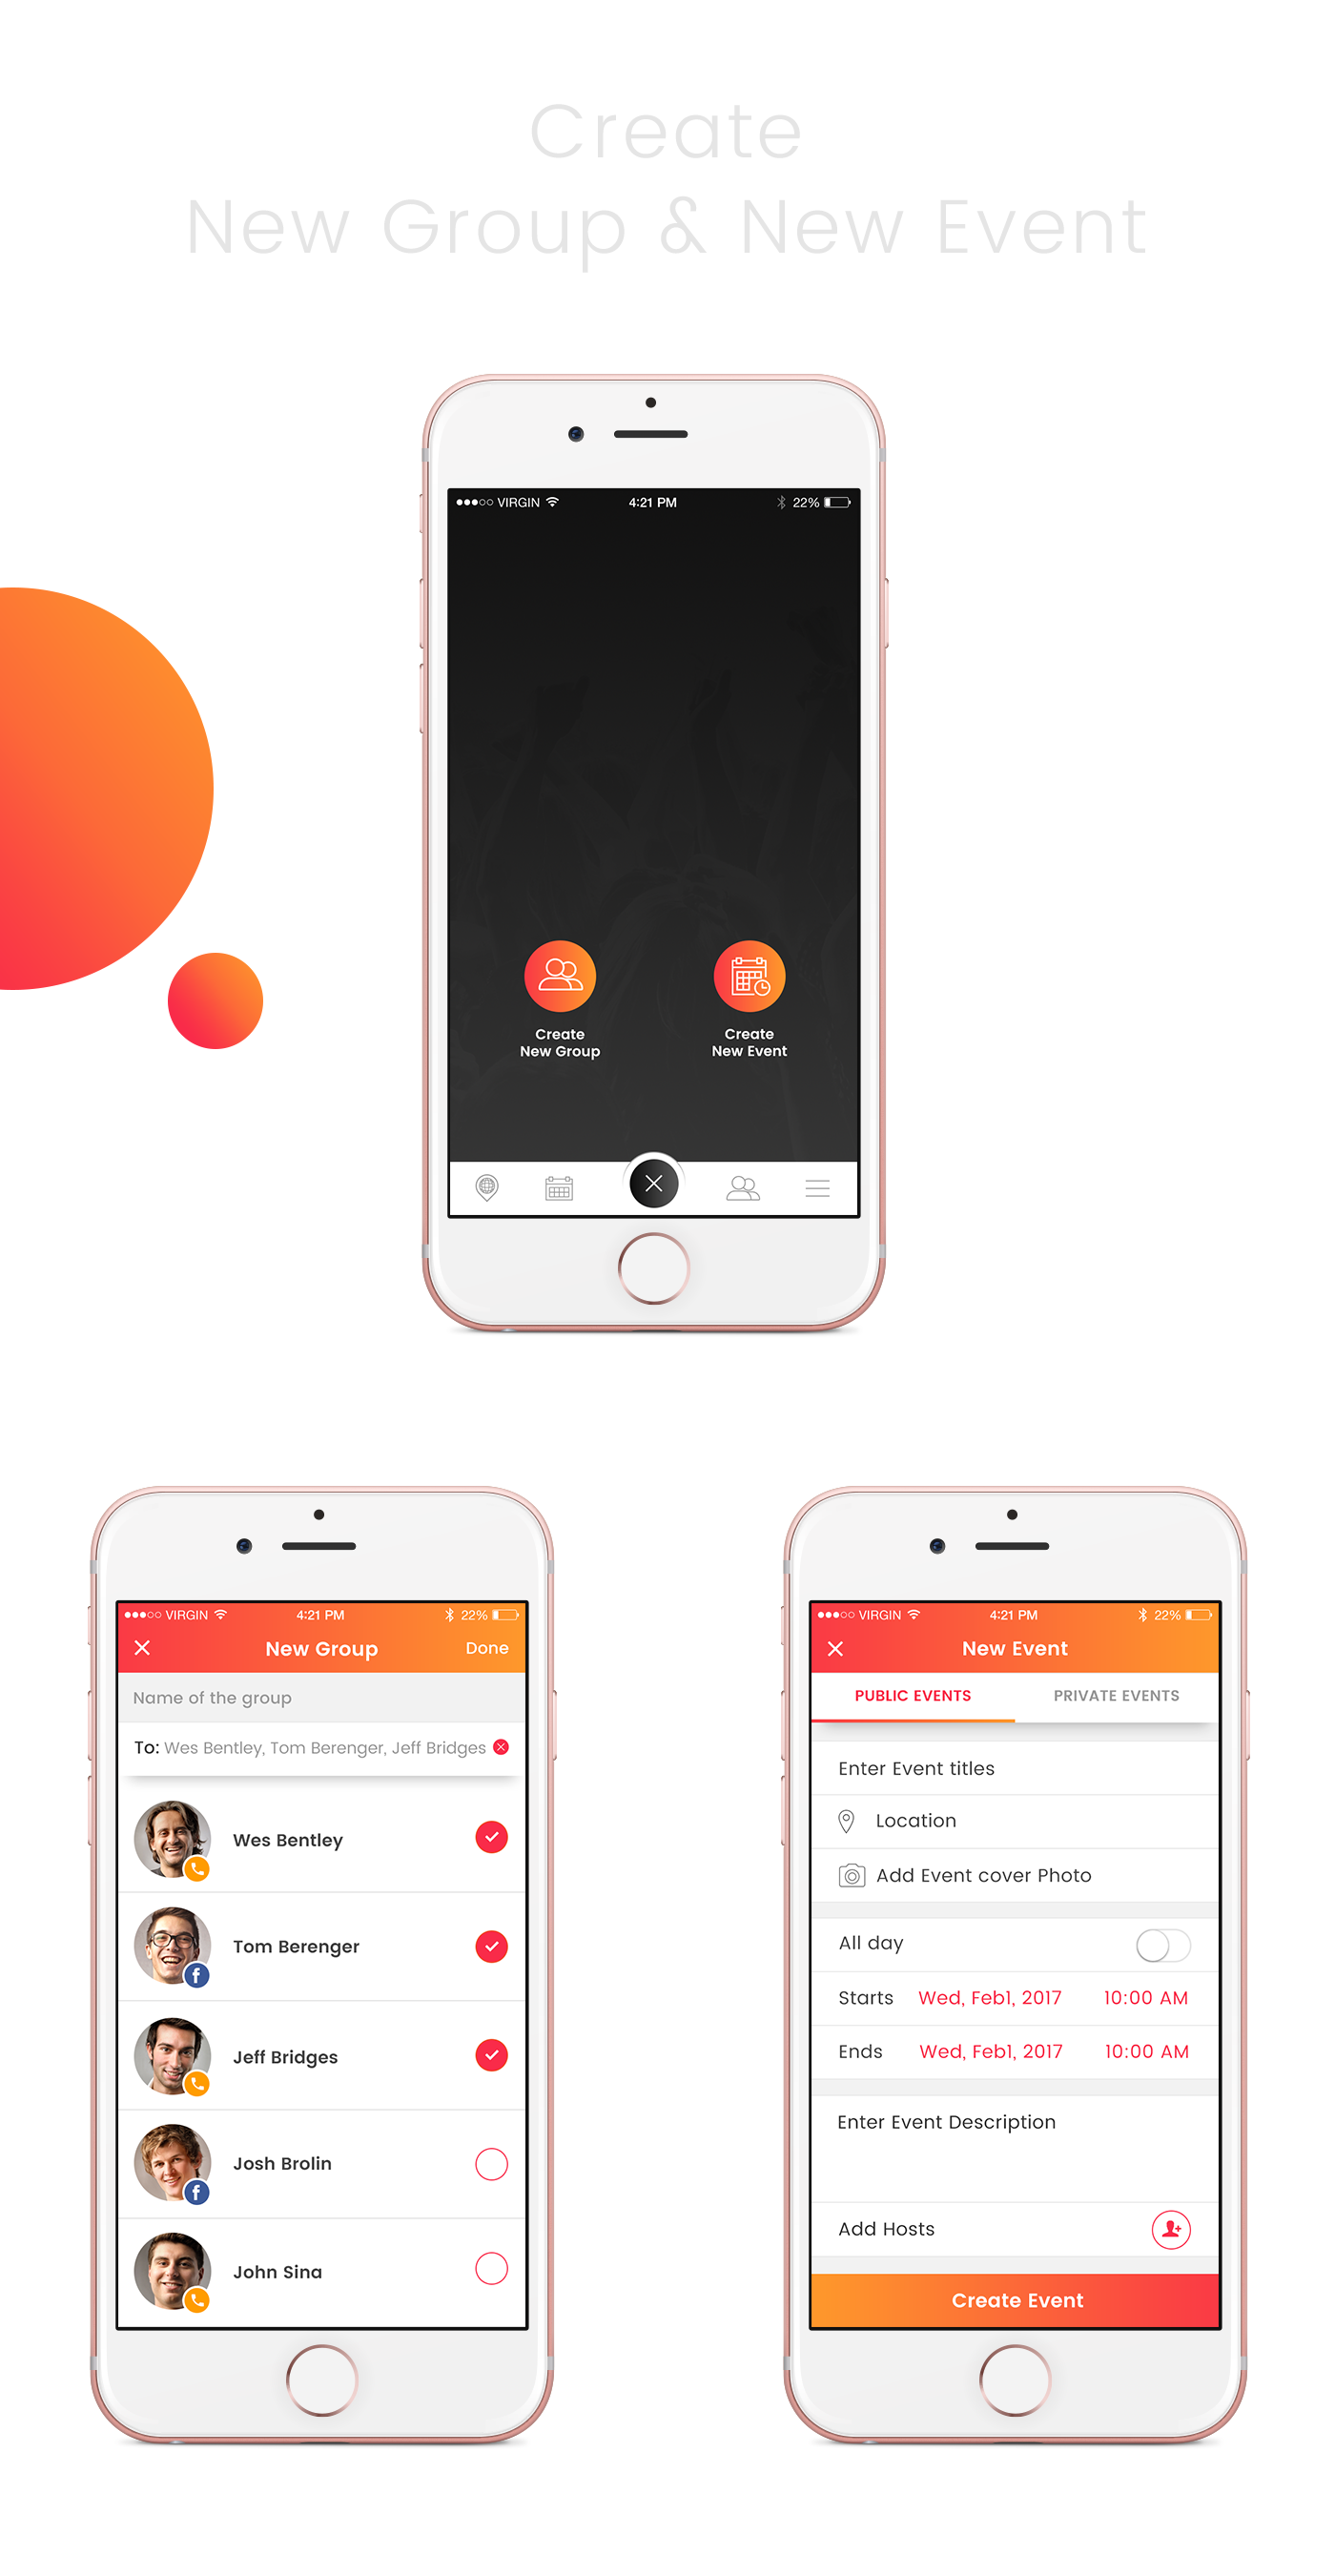 Create
New Group & New Event
VIRGIN 4:21 PM 22%
Create
New Group
Create
New Event
VIRGIN 4:21 PM 22%
New Group Done
Name of the group
To: Wes Bentley, Tom Berenger, Jeff Bridges
Wes Bentley
Tom Berenger
Jeff Bridges
Josh Brolin
John Sina
VIRGIN 4:21 PM 22%
New Event
PUBLIC EVENTS PRIVATE EVENTS
Enter Event titles
Location
Add Event cover Photo
All day
Starts Wed, Feb1, 2017 10:00 AM
Ends Wed, Feb1, 2017 10:00 AM
Enter Event Description
Add Hosts
Create Event